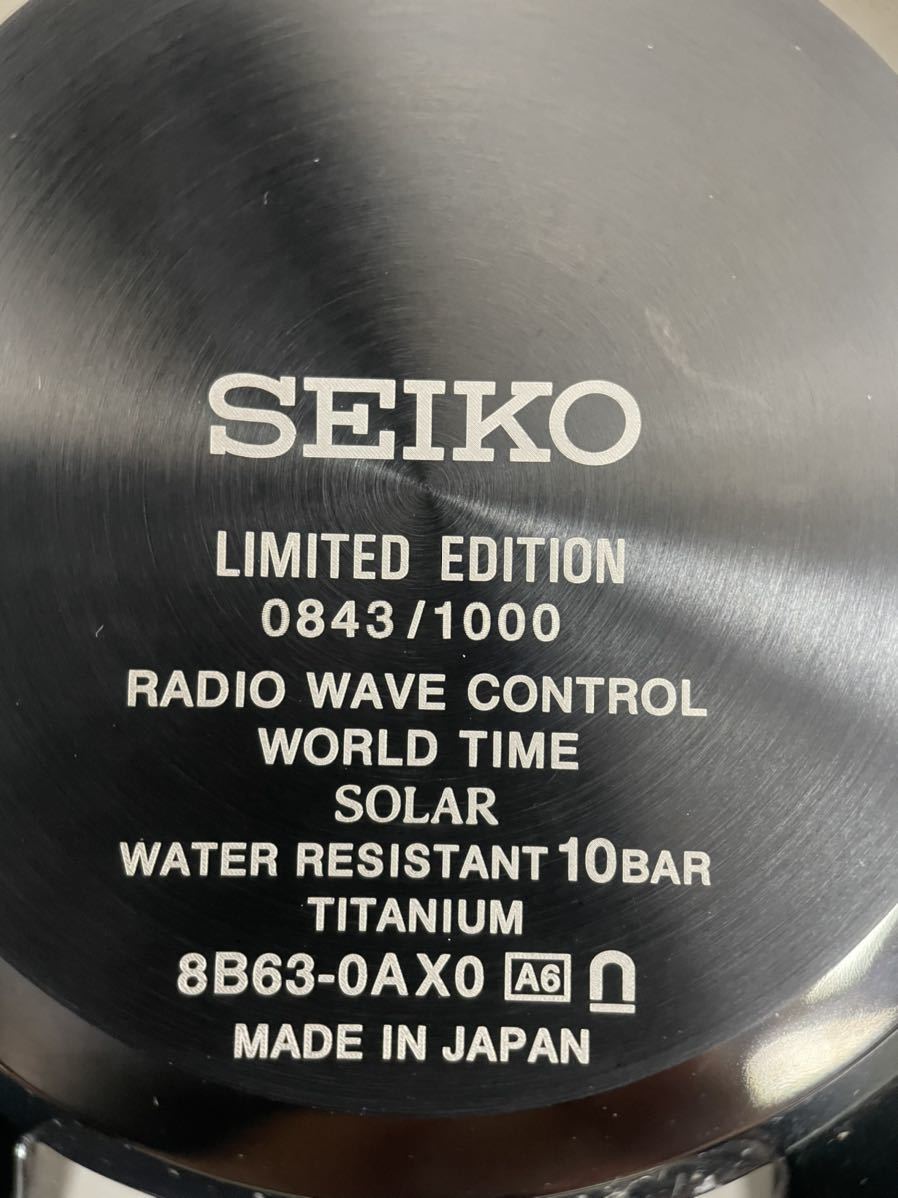 SEIKO
LIMITED EDITION
0843/1000
RADIO WAVE CONTROL
WORLD TIME
SOLAR
WATER RESISTANT 10BAR
TITANIUM
8B63-0AX0 A6
MADE IN JAPAN